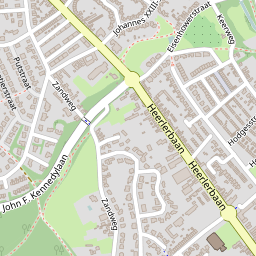 Johannes XXIII-
Eisenhowerstraat
Keerweg
Putstraat
Zandweg
Heerlerbaan
Hodgesstr
John F. Kennedylaan
Zandweg
Heerlerbaan